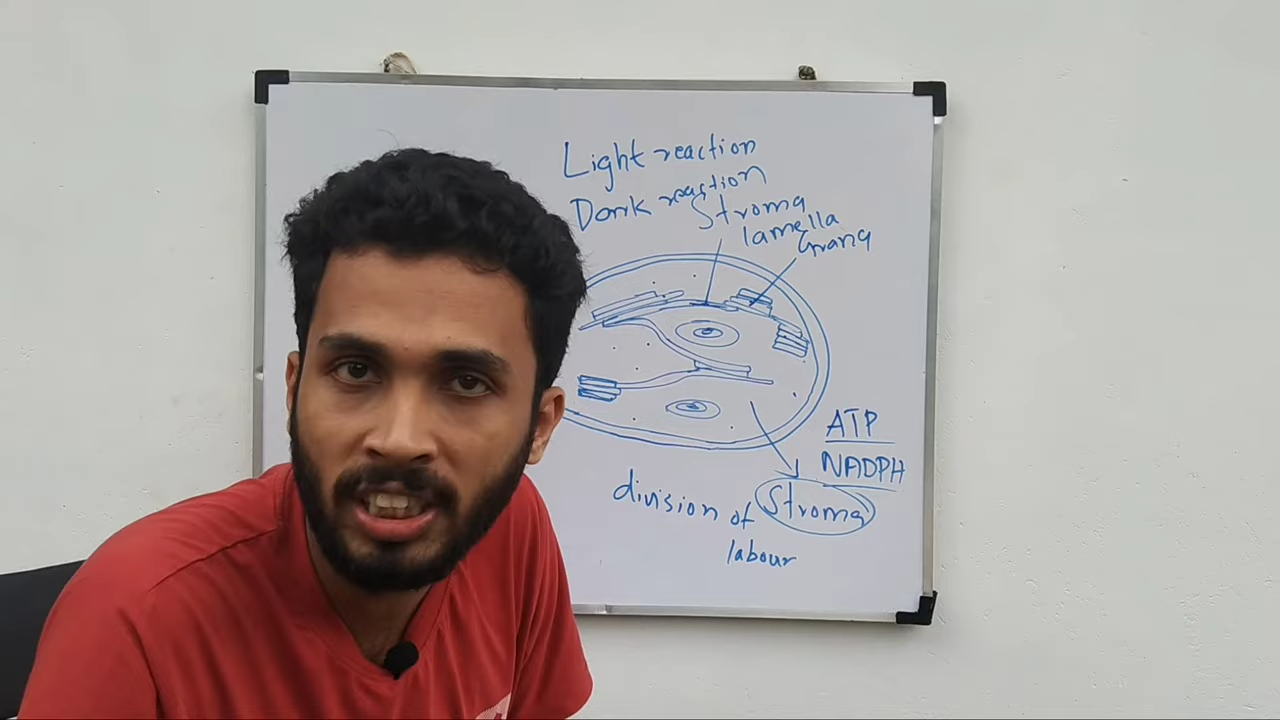 Light reaction
Dark reaction
Stroma
lamella
Grana
ATP
NADPH
division of
Stroma
labour